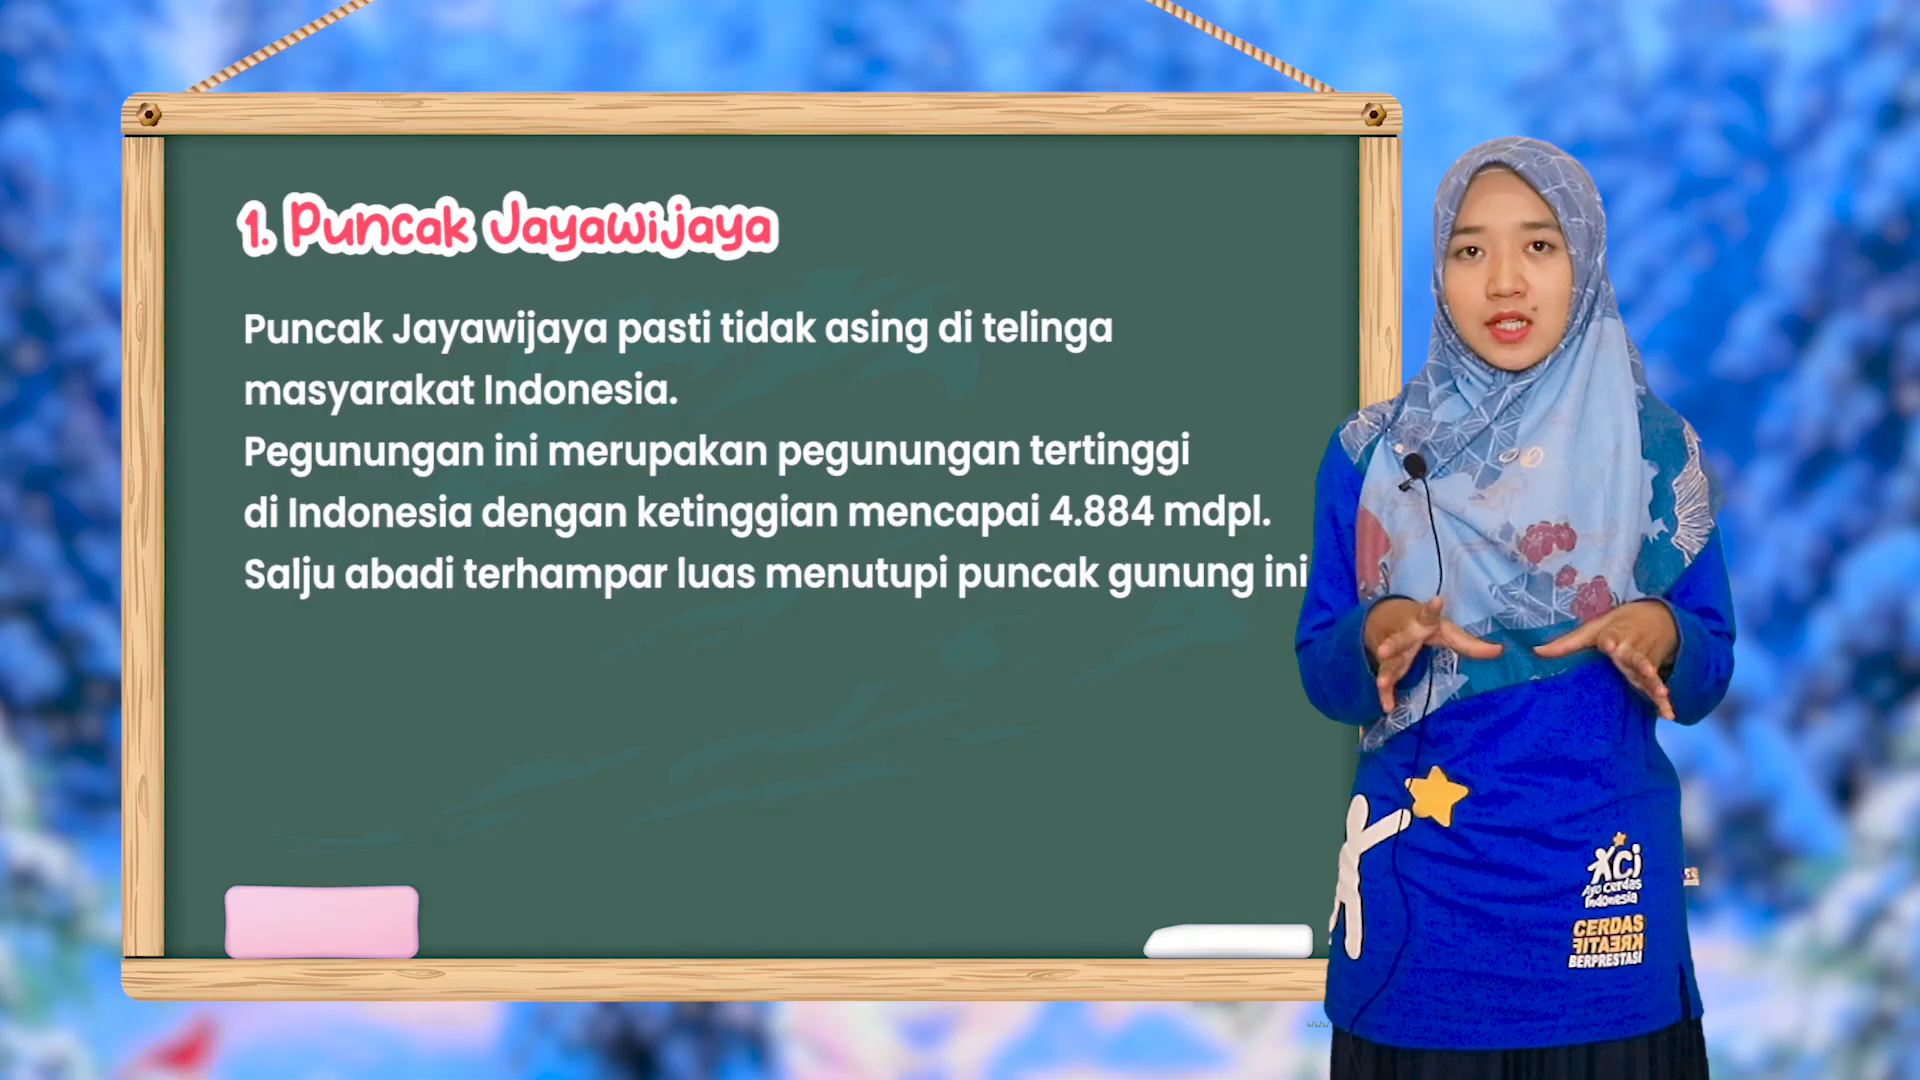 1. Puncak Jayawijaya
Puncak Jayawijaya pasti tidak asing di telinga
masyarakat Indonesia.
Pegunungan ini merupakan pegunungan tertinggi
di Indonesia dengan ketinggian mencapai 4.884 mdpl.
Salju abadi terhampar luas menutupi puncak gunung ini
ACI
Ayo Cerdas
Indonesia
CERDAS
KREATIF
BERPRESTASI